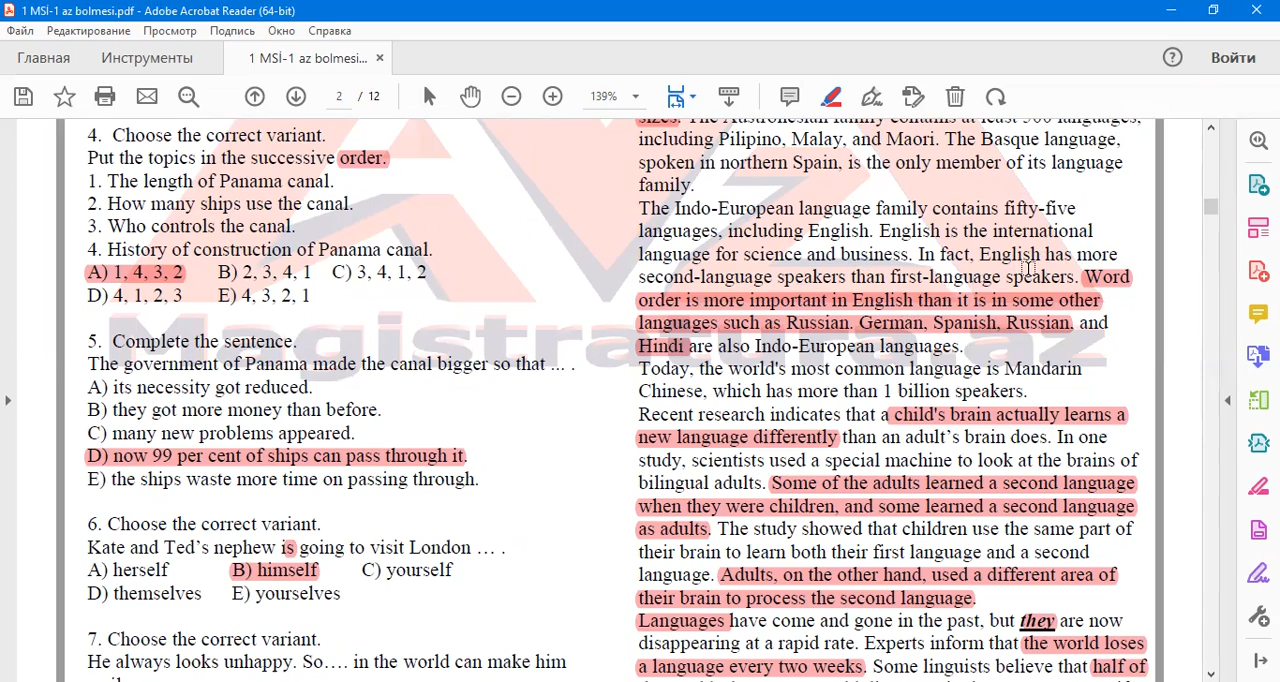 1 MSİ-1 az bolmesi.pdf - Adobe Acrobat Reader (64-bit)
Файл Редактирование Просмотр Подпись Окно Справка
Главная Инструменты 1 MSİ-1 az bolmesi... × Войти
2 / 12 139%
4. Choose the correct variant.
Put the topics in the successive order.
1. The length of Panama canal.
2. How many ships use the canal.
3. Who controls the canal.
4. History of construction of Panama canal.
A) 1, 4, 3, 2 B) 2, 3, 4, 1 C) 3, 4, 1, 2
D) 4, 1, 2, 3 E) 4, 3, 2, 1
5. Complete the sentence.
The government of Panama made the canal bigger so that ... .
A) its necessity got reduced.
B) they got more money than before.
C) many new problems appeared.
D) now 99 per cent of ships can pass through it.
E) the ships waste more time on passing through.
6. Choose the correct variant.
Kate and Ted's nephew is going to visit London … .
A) herself B) himself C) yourself
D) themselves E) yourselves
7. Choose the correct variant.
He always looks unhappy. So…. in the world can make him
sizes. The Austronesian family contains at least 500 languages,
including Pilipino, Malay, and Maori. The Basque language,
spoken in northern Spain, is the only member of its language
family.
The Indo-European language family contains fifty-five
languages, including English. English is the international
language for science and business. In fact, English has more
second-language speakers than first-language speakers. Word
order is more important in English than it is in some other
languages such as Russian. German, Spanish, Russian, and
Hindi are also Indo-European languages.
Today, the world's most common language is Mandarin
Chinese, which has more than 1 billion speakers.
Recent research indicates that a child's brain actually learns a
new language differently than an adult’s brain does. In one
study, scientists used a special machine to look at the brains of
bilingual adults. Some of the adults learned a second language
when they were children, and some learned a second language
as adults. The study showed that children use the same part of
their brain to learn both their first language and a second
language. Adults, on the other hand, used a different area of
their brain to process the second language.
Languages have come and gone in the past, but they are now
disappearing at a rapid rate. Experts inform that the world loses
a language every two weeks. Some linguists believe that half of
Magistratura.az